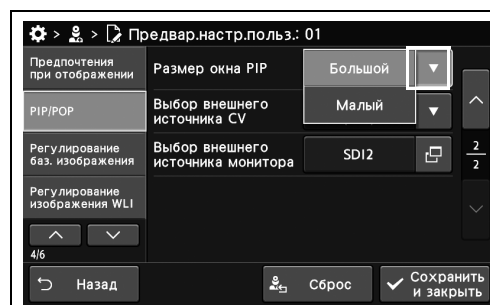 > > Предвар.настр.польз.: 01
Предпочтения
при отображении
Размер окна PIP
Большой
Малый
PIP/POP
Выбор внешнего
источника CV
Регулирование
баз. изображения
Выбор внешнего
источника монитора
SDI2
2
2
Регулирование
изображения WLI
4/6
Назад
Сброс
Сохранить
и закрыть